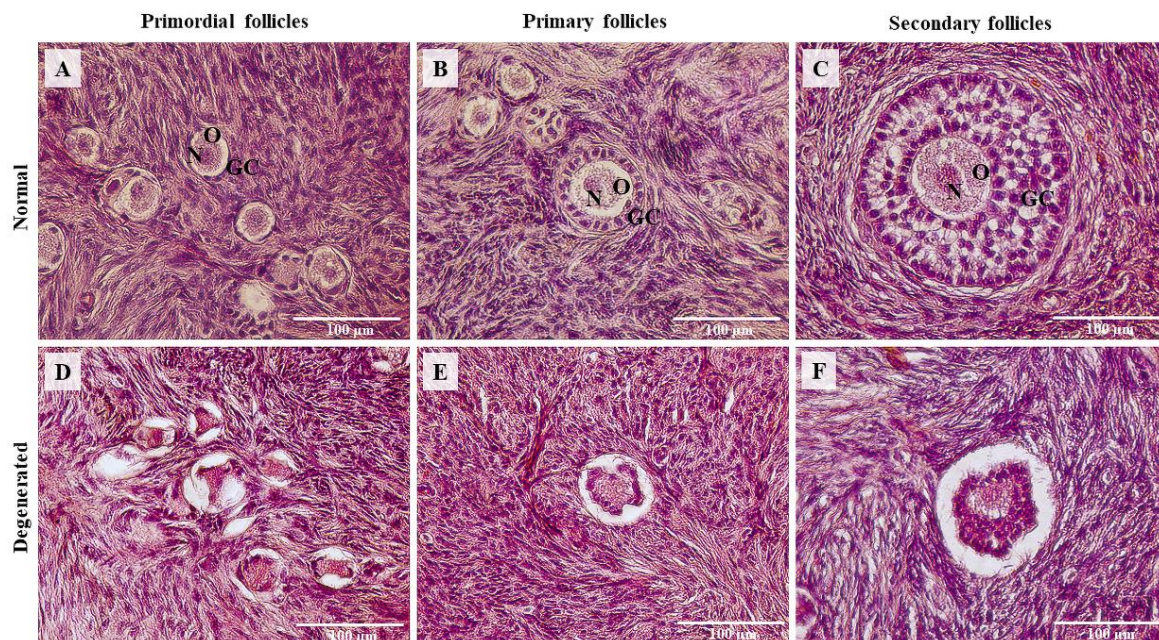 Primordial follicles
Primary follicles
Secondary follicles
Normal
A
O
N
GC
100 µm
B
N
O
GC
100 µm
C
O
N
GC
100 µm
Degenerated
D
100 µm
E
100 µm
F
100 µm